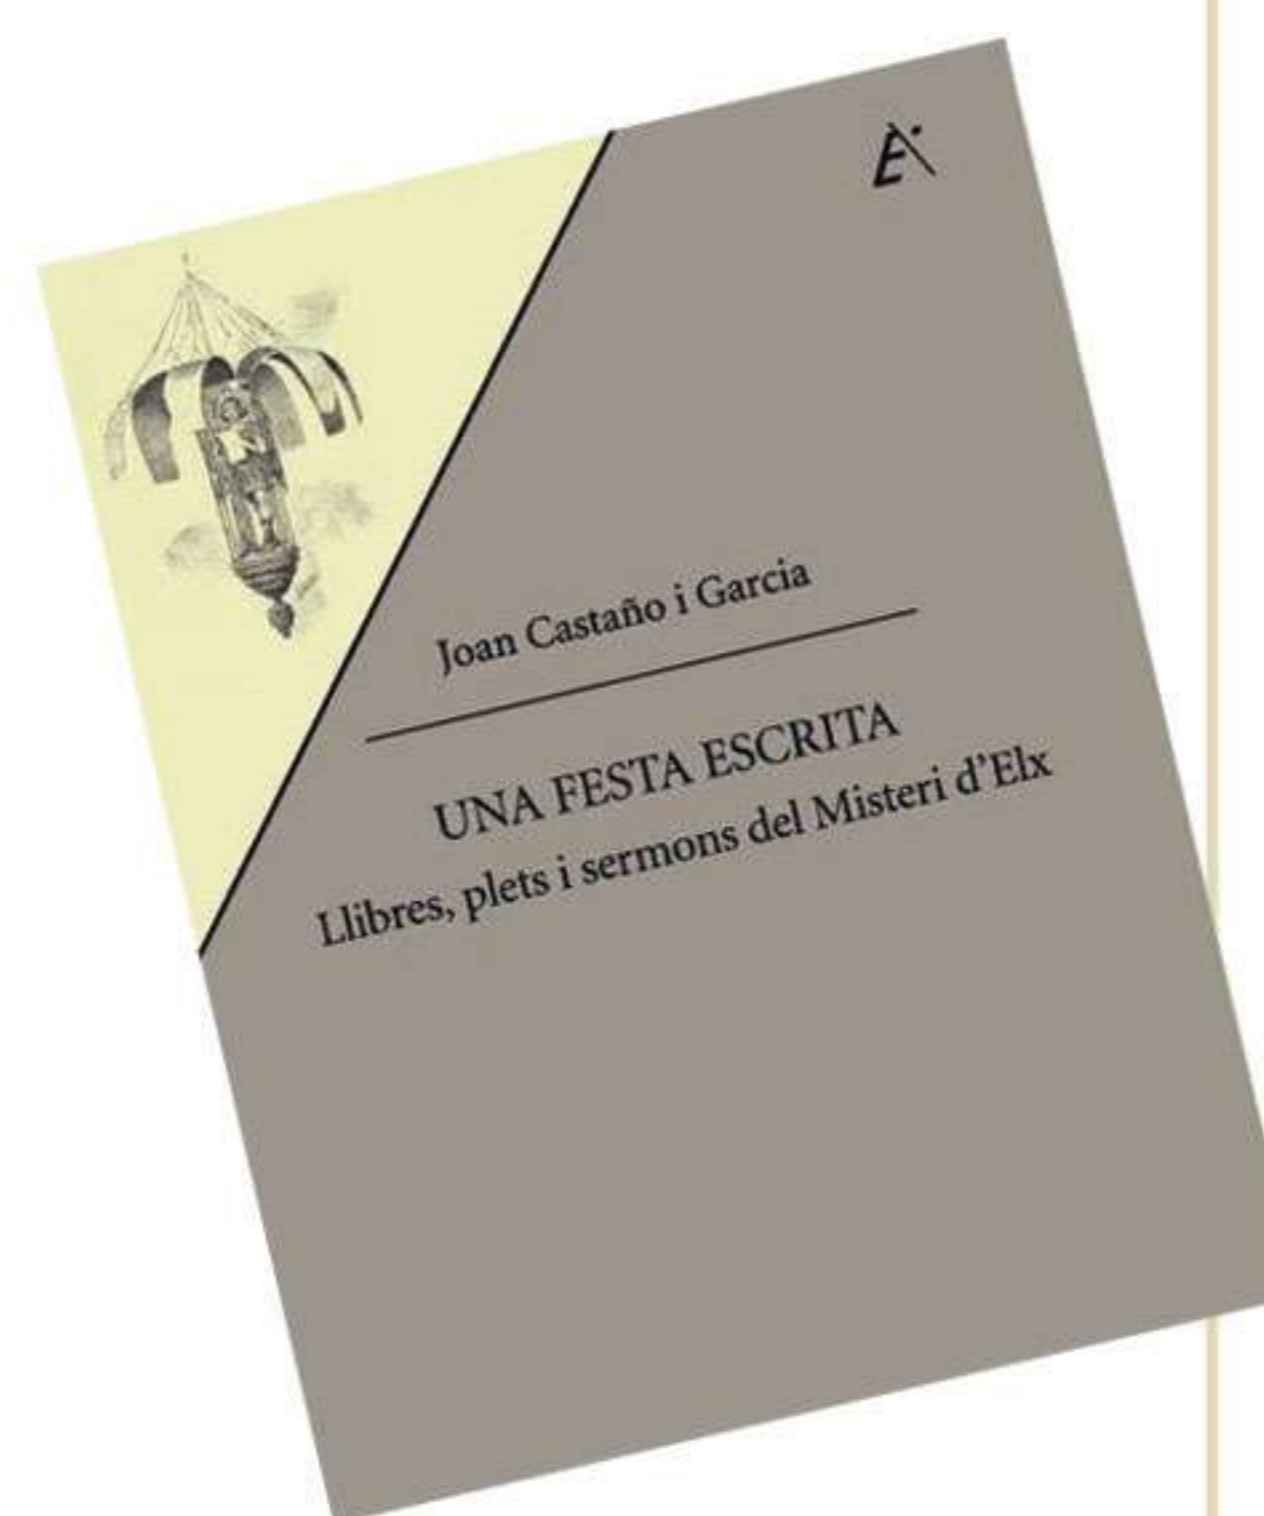 Joan Castaño i Garcia
UNA FESTA ESCRITA
Llibres, plets i sermons del Misteri d'Elx